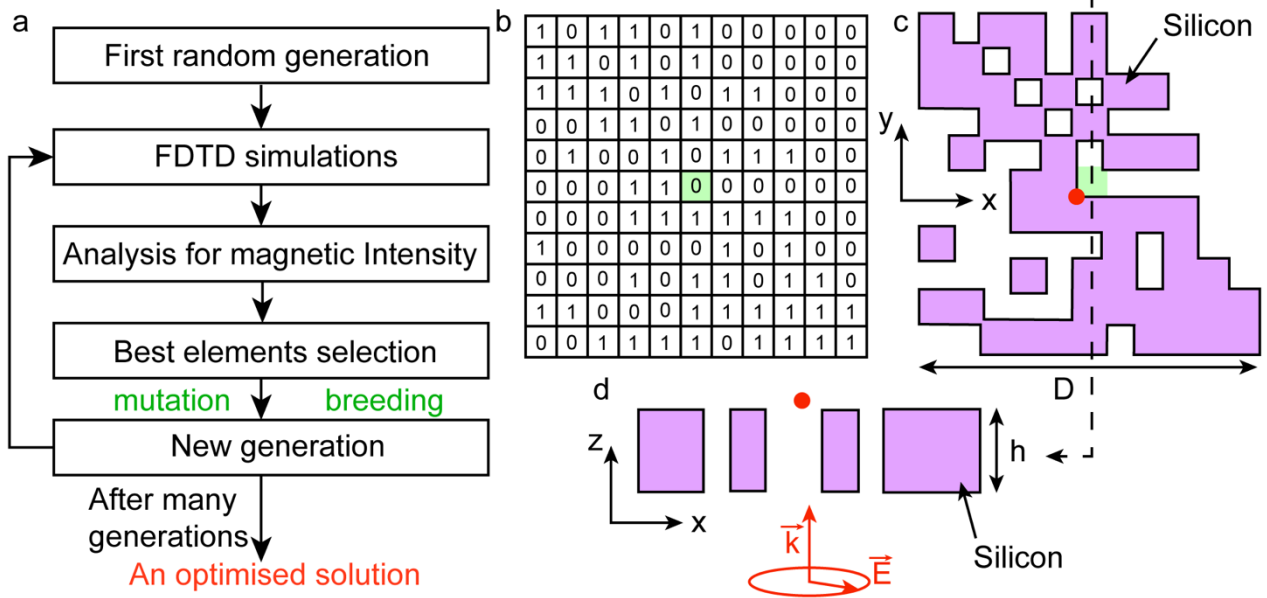 a
First random generation
FDTD simulations
Analysis for magnetic Intensity
Best elements selection
mutation breeding
New generation
After many
generations
An optimised solution
b
1 0 1 1 0 1 0 0 0 0 0
1 1 0 1 0 1 0 0 0 0 0
1 1 1 0 1 0 1 1 0 0 0
0 0 1 1 0 1 0 0 0 0 0
0 1 0 0 1 0 1 1 1 0 0
0 0 0 1 1 0 0 0 0 0 0
0 0 0 1 1 1 1 1 1 0 0
1 0 0 0 0 0 1 0 1 0 0
0 0 0 1 0 1 1 0 1 1 0
1 1 0 0 0 1 1 1 1 1 1
0 0 1 1 1 1 0 1 1 1 1
c
Silicon
y
x
D
d
z
x
h
k
E
Silicon